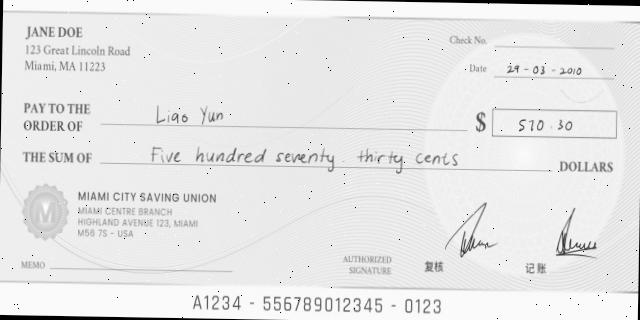 JANE DOE
123 Great Lincoln Road
Miami, MA 11223
Check No.
Date 29-03-2010
PAY TO THE
ORDER OF Liao Yun
$ 570.30
THE SUM OF Five hundred seventy. thirty cents DOLLARS
MIAMI CITY SAVING UNION
MIAMI CENTRE BRANCH
HIGHLAND AVENUE 123, MIAMI
M56 7S - USA
M
MEMO
AUTHORIZED
SIGNATURE
复核
记账
A1234 - 556789012345 - 0123